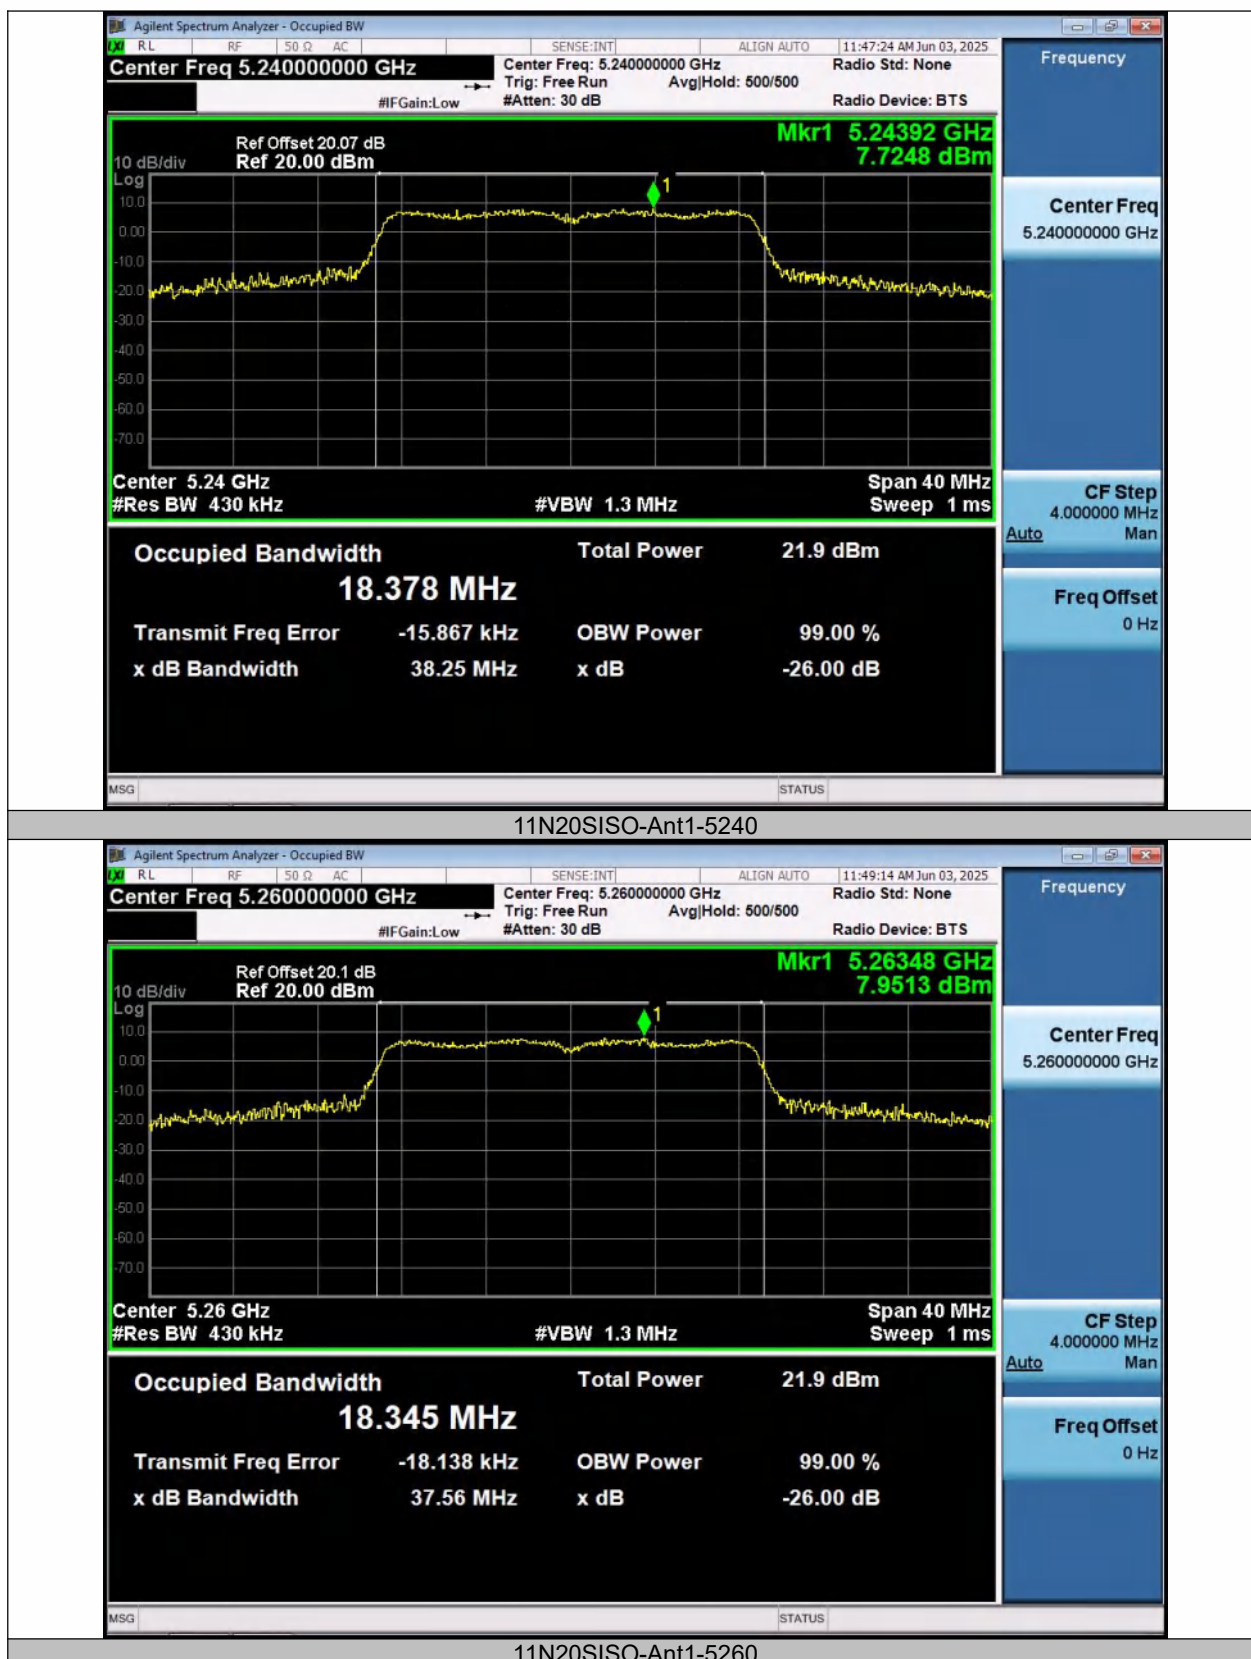 Agilent Spectrum Analyzer - Occupied BW
LXI RL RF 50 Ω AC SENSE:INT ALIGN AUTO 11:47:24 AM Jun 03, 2025
Center Freq 5.240000000 GHz
Center Freq: 5.240000000 GHz
Radio Std: None
Trig: Free Run Avg|Hold: 500/500
#IFGain:Low
#Atten: 30 dB
Radio Device: BTS
Ref Offset 20.07 dB
Mkr1 5.24392 GHz
10 dB/div Ref 20.00 dBm
7.7248 dBm
Log
10.0
0.00
-10.0
-20.0
-30.0
-40.0
-50.0
-60.0
-70.0
1
Center 5.24 GHz Span 40 MHz
#Res BW 430 kHz #VBW 1.3 MHz Sweep 1 ms
Occupied Bandwidth Total Power 21.9 dBm
18.378 MHz
Transmit Freq Error -15.867 kHz OBW Power 99.00 %
x dB Bandwidth 38.25 MHz x dB -26.00 dB
MSG STATUS
Frequency
Center Freq
5.240000000 GHz
CF Step
4.000000 MHz
Auto Man
Freq Offset
0 Hz
11N20SISO-Ant1-5240
Agilent Spectrum Analyzer - Occupied BW
LXI RL RF 50 Ω AC SENSE:INT ALIGN AUTO 11:49:14 AM Jun 03, 2025
Center Freq 5.260000000 GHz
Center Freq: 5.260000000 GHz
Radio Std: None
Trig: Free Run Avg|Hold: 500/500
#IFGain:Low
#Atten: 30 dB
Radio Device: BTS
Ref Offset 20.1 dB
Mkr1 5.26348 GHz
10 dB/div Ref 20.00 dBm
7.9513 dBm
Log
10.0
0.00
-10.0
-20.0
-30.0
-40.0
-50.0
-60.0
-70.0
1
Center 5.26 GHz Span 40 MHz
#Res BW 430 kHz #VBW 1.3 MHz Sweep 1 ms
Occupied Bandwidth Total Power 21.9 dBm
18.345 MHz
Transmit Freq Error -18.138 kHz OBW Power 99.00 %
x dB Bandwidth 37.56 MHz x dB -26.00 dB
MSG STATUS
Frequency
Center Freq
5.260000000 GHz
CF Step
4.000000 MHz
Auto Man
Freq Offset
0 Hz
11N20SISO-Ant1-5260